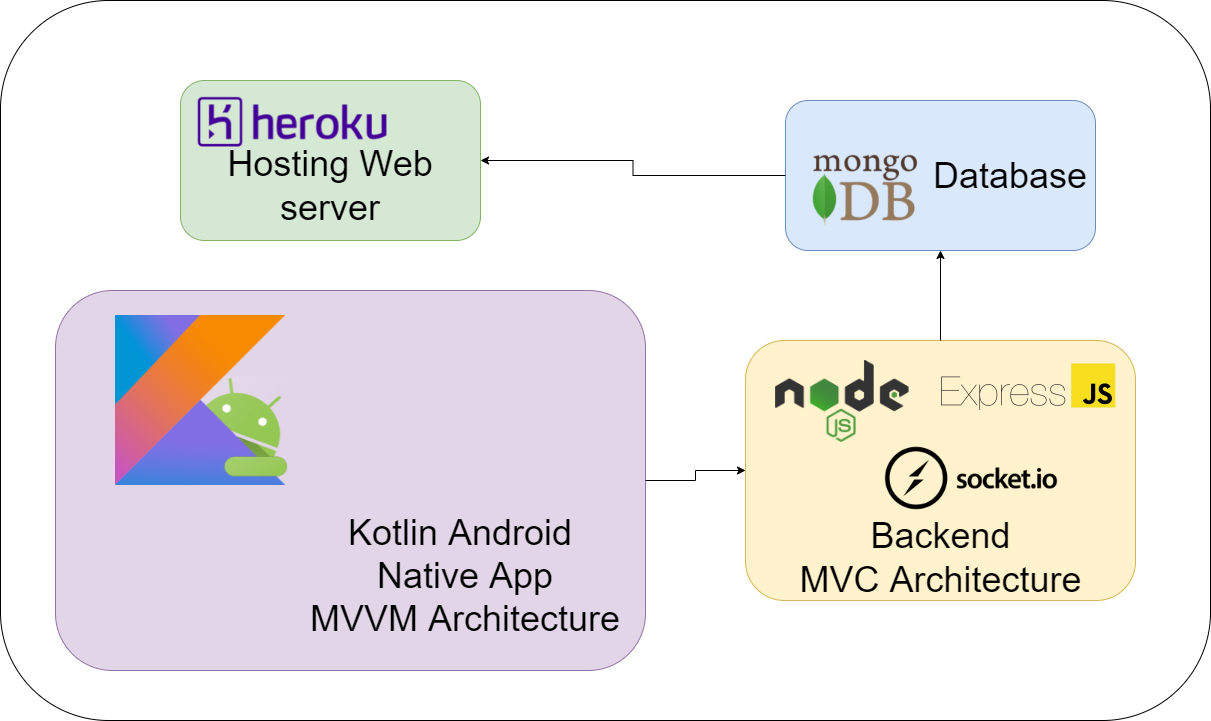 heroku
Hosting Web
server
mongo
DB
Database
node
JS
Express
JS
socket.io
Backend
MVC Architecture
Kotlin Android
Native App
MVVM Architecture